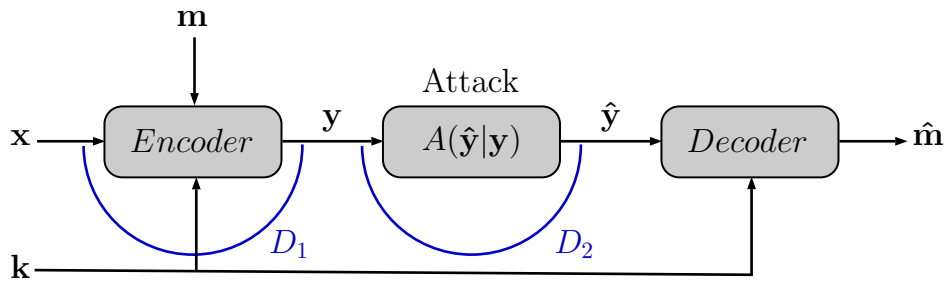 m
Attack
x Encoder y A(ŷ|y) ŷ Decoder m̂
D₁ D₂
k